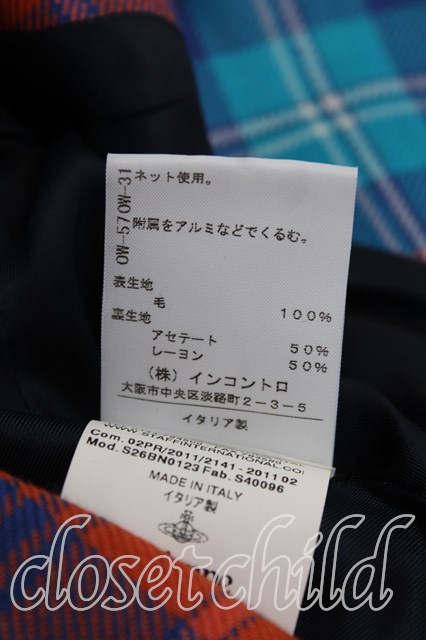 OW-570W-31
ネット使用。
附属をアルミなどでくるむ。
表生地
毛 100%
裏生地
アセテート 50%
レーヨン 50%
(株) インコントロ
大阪市中央区淡路町2-3-5
イタリア製
WWW.STAFFINTERNATIONAL.CO
Com. 02PR/2011/2141 - 2011 02
Mod. S26BN0123 Fab. S40096
MADE IN ITALY
イタリア製
closetchild